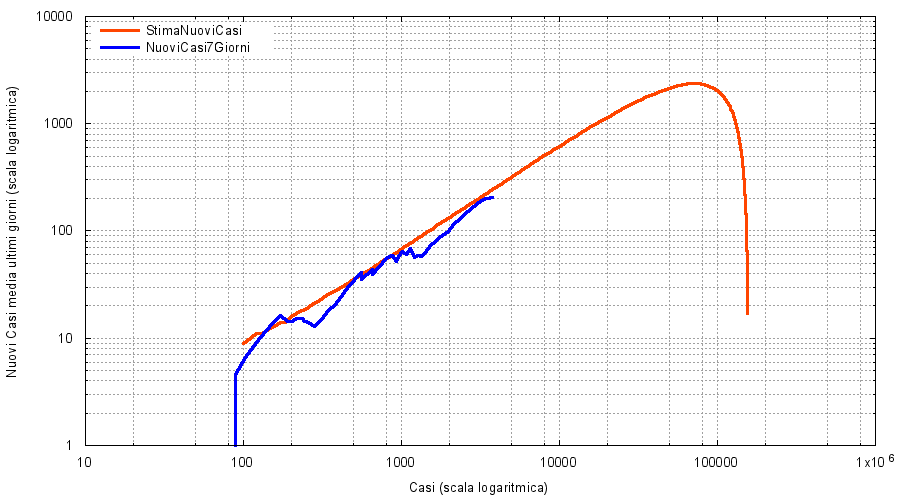 10000
1000
100
10
1
StimaNuoviCasi
NuoviCasi7Giorni
Nuovi Casi media ultimi giorni (scala logaritmica)
10 100 1000 10000 100000 1x10^6
Casi (scala logaritmica)